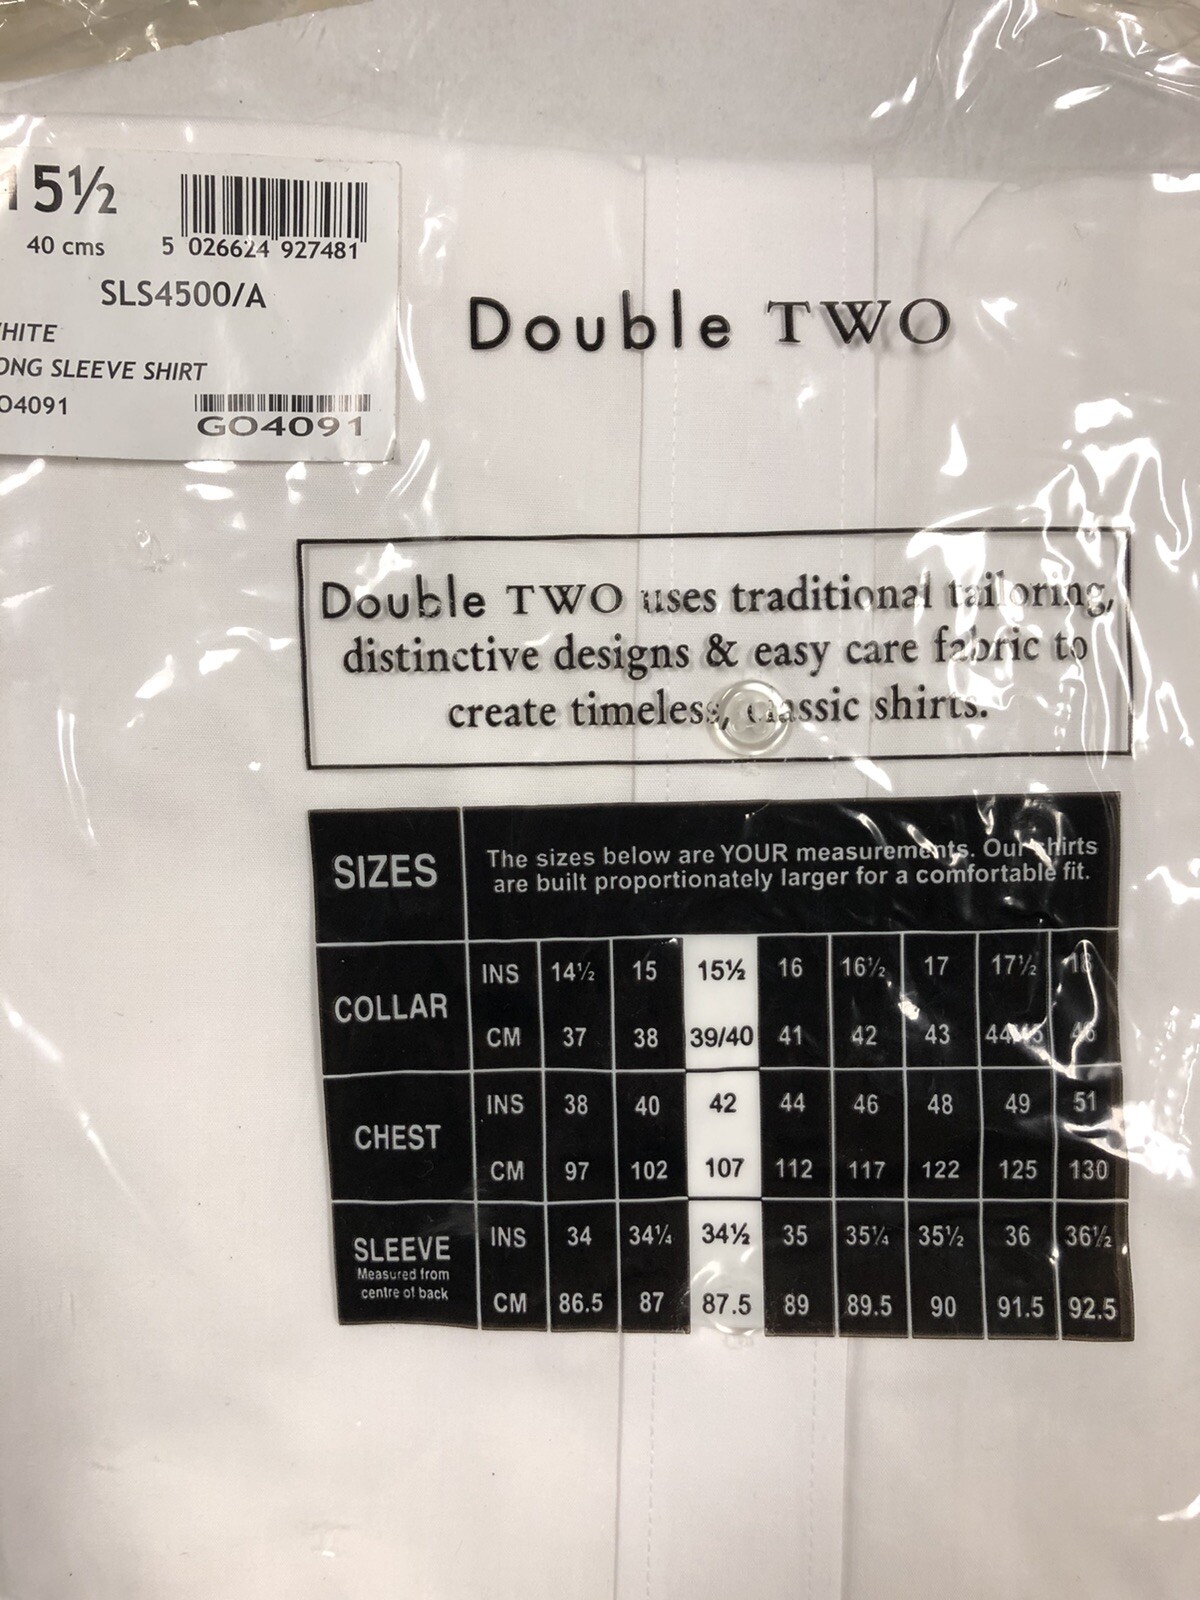 15½
40 cms
5 026624 927481
SLS4500/A
HITE
ONG SLEEVE SHIRT
O4091
GO4091
Double TWO
Double TWO uses traditional tailoring,
distinctive designs & easy care fabric to
create timeless, classic shirts.
SIZES
The sizes below are YOUR measurements. Our shirts
are built proportionately larger for a comfortable fit.
COLLAR
INS 14½ 15 15½ 16 16½ 17 17½ 18
CM 37 38 39/40 41 42 43 44/45 46
CHEST
INS 38 40 42 44 46 48 49 51
CM 97 102 107 112 117 122 125 130
SLEEVE
Measured from
centre of back
INS 34 34¼ 34½ 35 35¼ 35½ 36 36½
CM 86.5 87 87.5 89 89.5 90 91.5 92.5